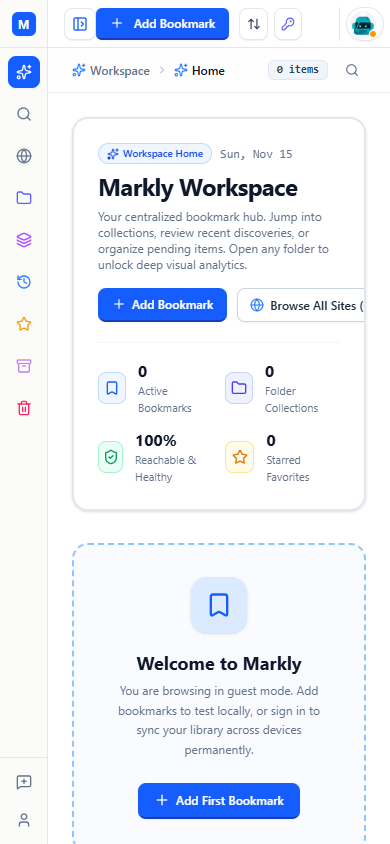 M
Add Bookmark
Workspace
Home
0 items
Workspace Home
Sun, Nov 15
Markly Workspace
Your centralized bookmark hub. Jump into
collections, review recent discoveries, or
organize pending items. Open any folder to
unlock deep visual analytics.
Add Bookmark
Browse All Sites (
0
Active
Bookmarks
0
Folder
Collections
100%
Reachable &
Healthy
0
Starred
Favorites
Welcome to Markly
You are browsing in guest mode. Add
bookmarks to test locally, or sign in to
sync your library across devices
permanently.
Add First Bookmark